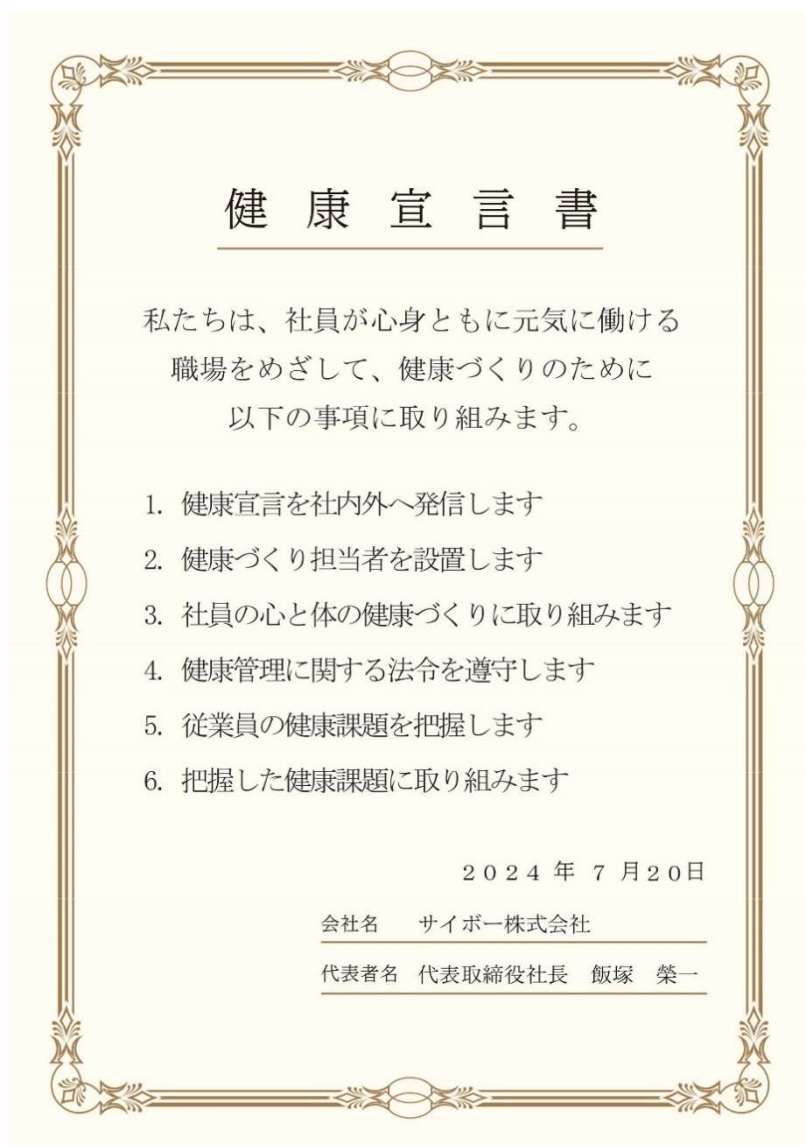 健康宣言書
私たちは、社員が心身ともに元気に働ける
職場をめざして、健康づくりのために
以下の事項に取り組みます。
1. 健康宣言を社内外へ発信します
2. 健康づくり担当者を設置します
3. 社員の心と体の健康づくりに取り組みます
4. 健康管理に関する法令を遵守します
5. 従業員の健康課題を把握します
6. 把握した健康課題に取り組みます
２０２４ 年 ７ 月２０日
会社名 サイボー株式会社
代表者名 代表取締役社長 飯塚 榮一